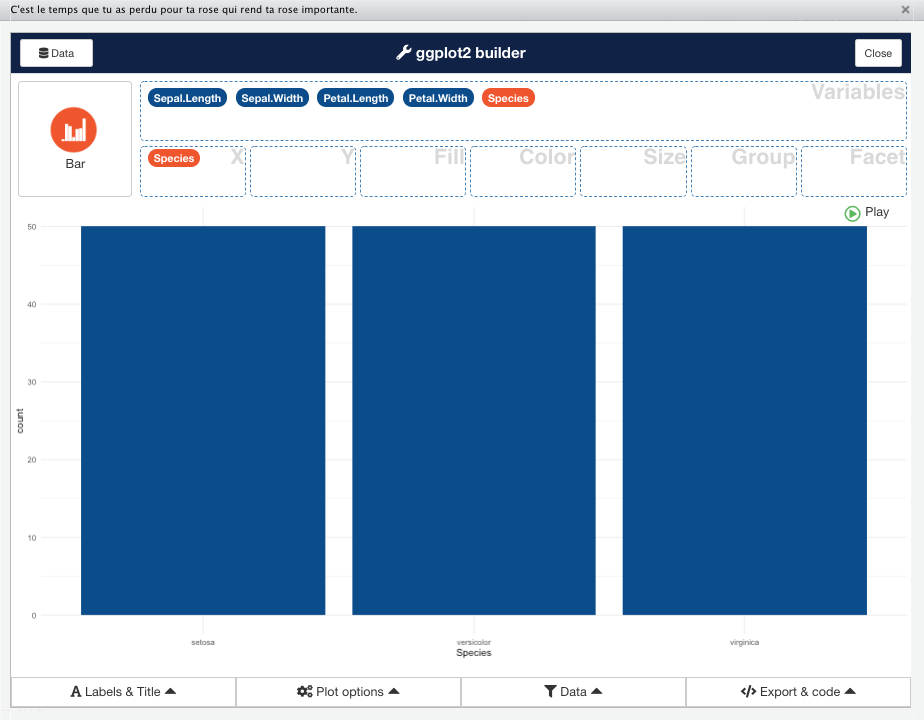 C'est le temps que tu as perdu pour ta rose qui rend ta rose importante.
Data
ggplot2 builder
Close
Bar
Sepal.Length Sepal.Width Petal.Length Petal.Width Species
Variables
Species X
Y
Fill
Color
Size
Group
Facet
Play
50
40
30
20
10
0
count
setosa versicolor virginica
Species
Labels & Title
Plot options
Data
Export & code